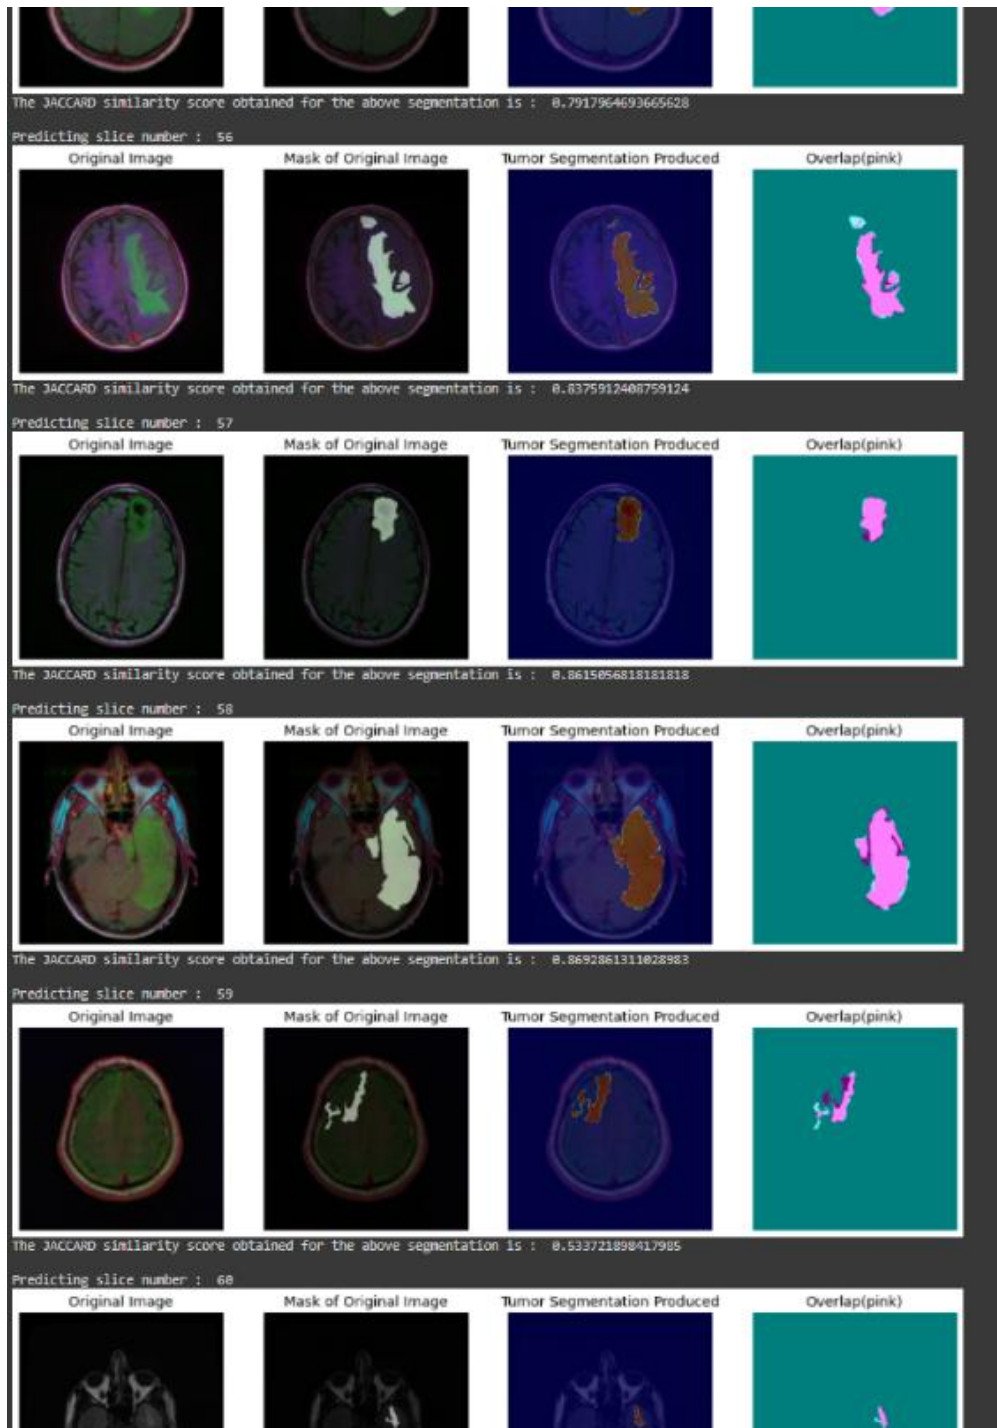 The JACCARD similarity score obtained for the above segmentation is :  0.7917964693665628
Predicting slice number :  56
Original Image Mask of Original Image Tumor Segmentation Produced Overlap(pink)
The JACCARD similarity score obtained for the above segmentation is :  0.8375912408759124
Predicting slice number :  57
Original Image Mask of Original Image Tumor Segmentation Produced Overlap(pink)
The JACCARD similarity score obtained for the above segmentation is :  0.8615056818181818
Predicting slice number :  58
Original Image Mask of Original Image Tumor Segmentation Produced Overlap(pink)
The JACCARD similarity score obtained for the above segmentation is :  0.8692861311028983
Predicting slice number :  59
Original Image Mask of Original Image Tumor Segmentation Produced Overlap(pink)
The JACCARD similarity score obtained for the above segmentation is :  0.533721898417985
Predicting slice number :  60
Original Image Mask of Original Image Tumor Segmentation Produced Overlap(pink)